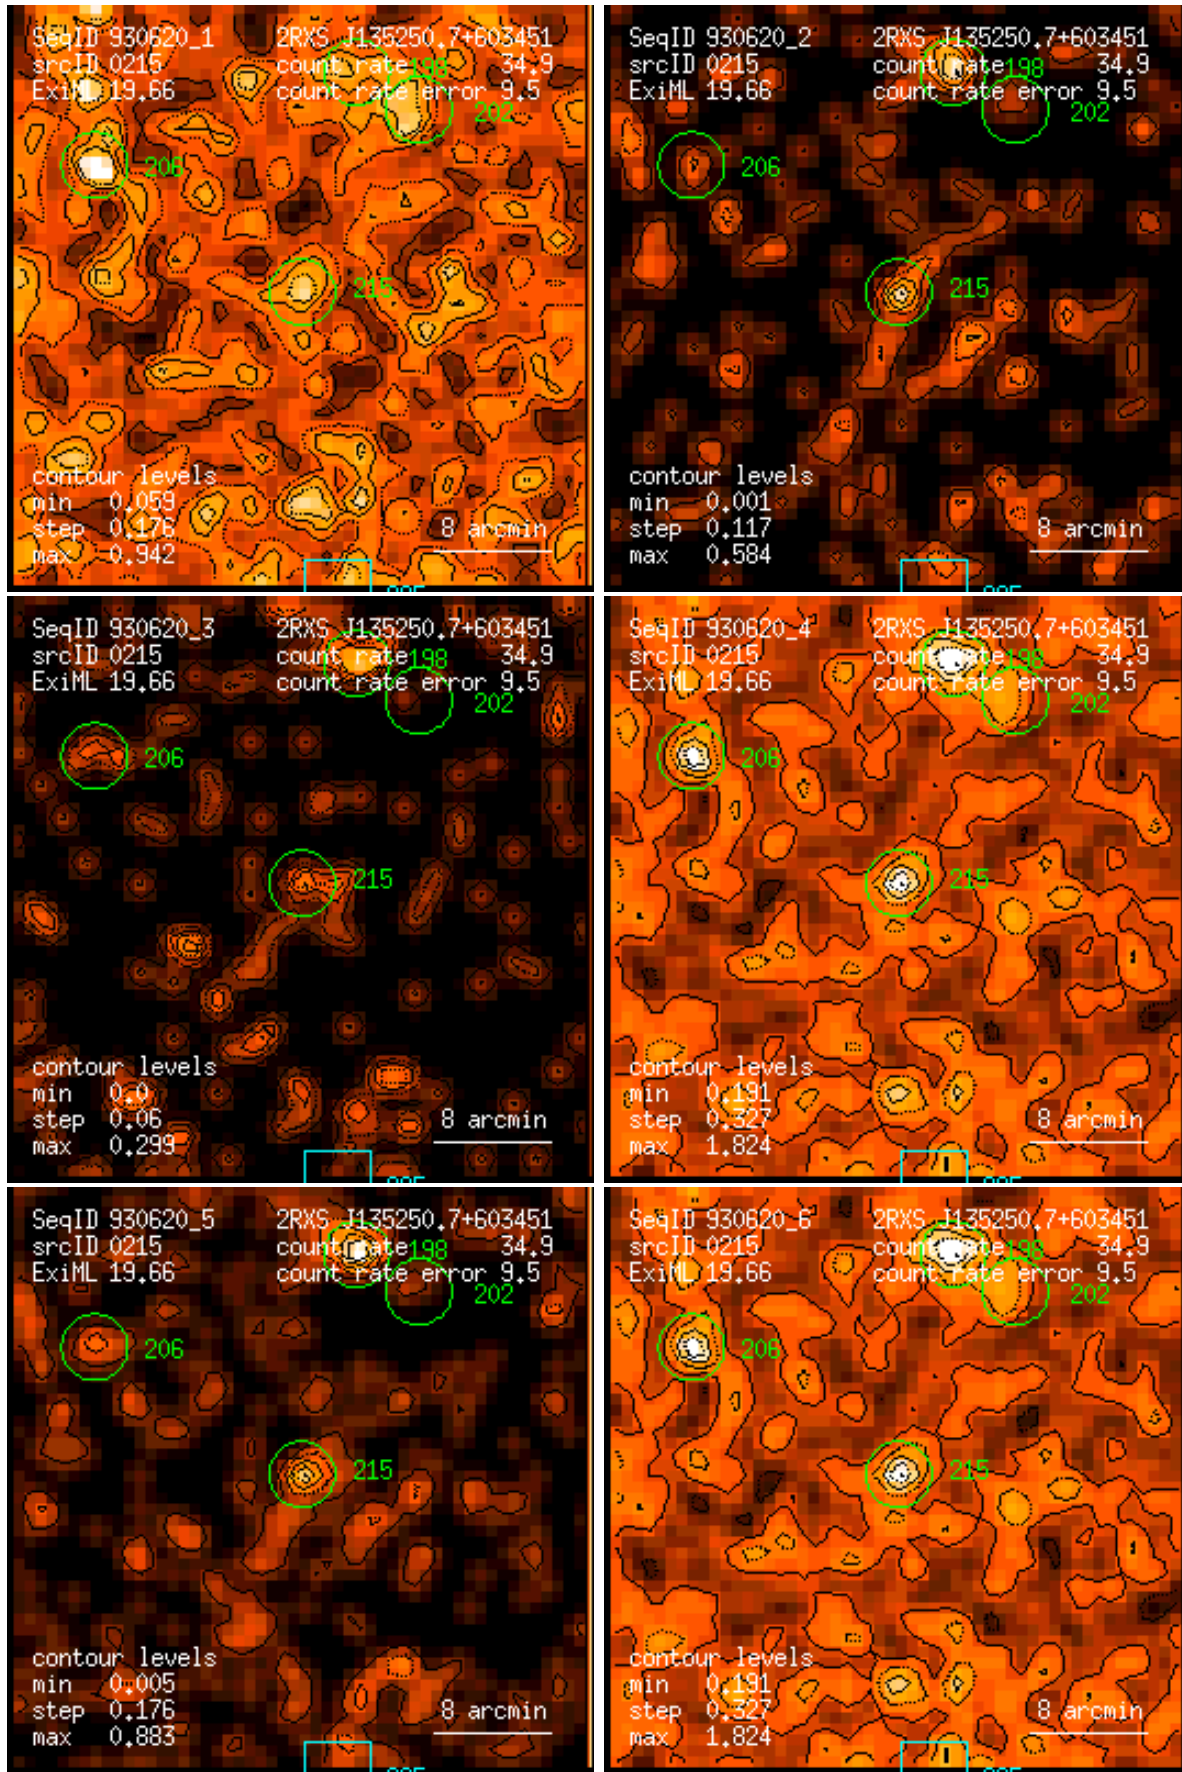 SeqID 930620_1 2RXS J135250.7+603451
srcID 0215 count rate 34.9
198
ExiML 19.66 count rate error 9.5
202
206
215
contour levels
min 0.059
step 0.176 8 arcmin
max 0.942
SeqID 930620_2 2RXS J135250.7+603451
srcID 0215 count rate 34.9
198
ExiML 19.66 count rate error 9.5
202
206
215
contour levels
min 0.001
step 0.117 8 arcmin
max 0.584
SeqID 930620_3 2RXS J135250.7+603451
srcID 0215 count rate 34.9
198
ExiML 19.66 count rate error 9.5
202
206
215
contour levels
min 0.0
step 0.06 8 arcmin
max 0.299
SeqID 930620_4 2RXS J135250.7+603451
srcID 0215 count rate 34.9
198
ExiML 19.66 count rate error 9.5
202
206
215
contour levels
min 0.191
step 0.327 8 arcmin
max 1.824
SeqID 930620_5 2RXS J135250.7+603451
srcID 0215 count rate 34.9
198
ExiML 19.66 count rate error 9.5
202
206
215
contour levels
min 0.005
step 0.176 8 arcmin
max 0.883
SeqID 930620_6 2RXS J135250.7+603451
srcID 0215 count rate 34.9
198
ExiML 19.66 count rate error 9.5
202
206
215
contour levels
min 0.191
step 0.327 8 arcmin
max 1.824